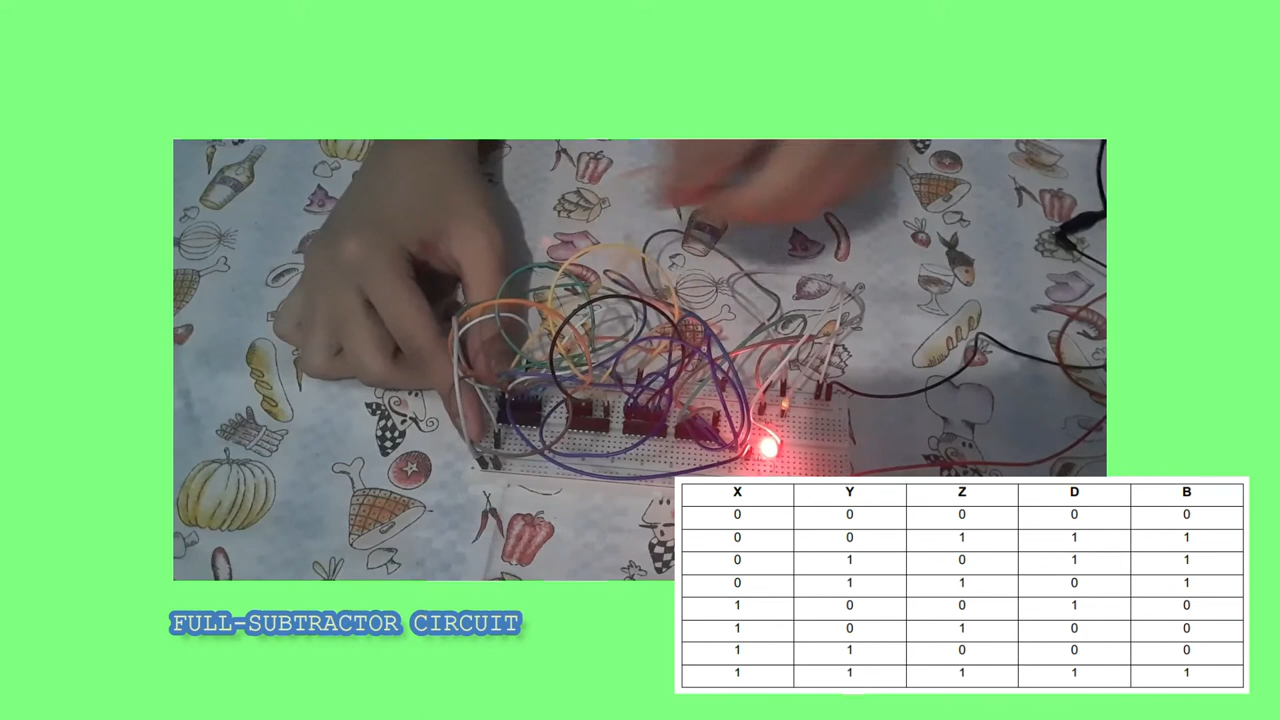 X Y Z D B
0 0 0 0 0
0 0 1 1 1
0 1 0 1 1
0 1 1 0 1
1 0 0 1 0
1 0 1 0 0
1 1 0 0 0
1 1 1 1 1
FULL-SUBTRACTOR CIRCUIT